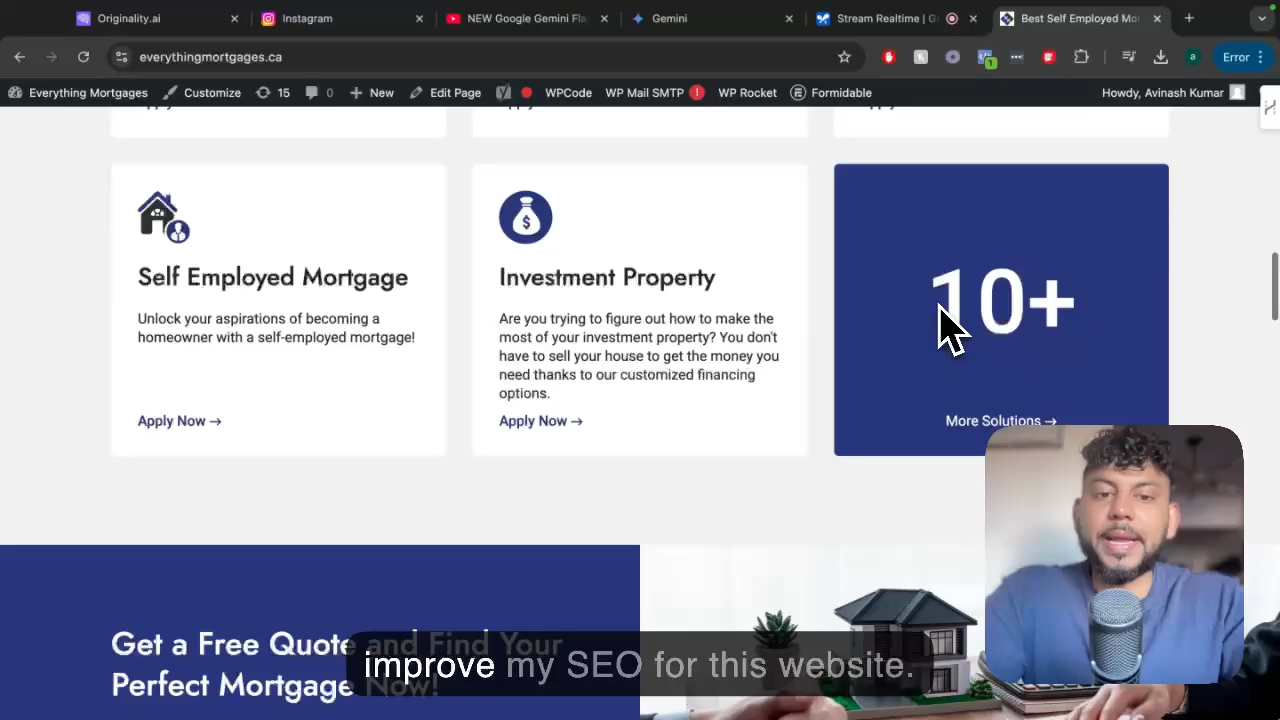 Originality.ai
Instagram
NEW Google Gemini Fla
Gemini
Stream Realtime | G
Best Self Employed Mo
everythingmortgages.ca
Error
Everything Mortgages
Customize
15
0
New
Edit Page
WPCode
WP Mail SMTP !
WP Rocket
Formidable
Howdy, Avinash Kumar
Self Employed Mortgage
Unlock your aspirations of becoming a
homeowner with a self-employed mortgage!
Apply Now →
Investment Property
Are you trying to figure out how to make the
most of your investment property? You don't
have to sell your house to get the money you
need thanks to our customized financing
options.
Apply Now →
10+
More Solutions →
Get a Free Quote and Find Your
Perfect Mortgage Now!
improve my SEO for this website.